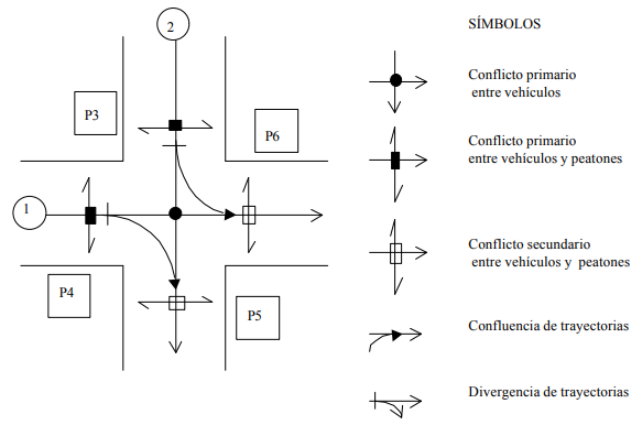 2
SÍMBOLOS
P3
P6
Conflicto primario
entre vehículos
Conflicto primario
entre vehículos y peatones
1
P4
P5
Conflicto secundario
entre vehículos y peatones
Confluencia de trayectorias
Divergencia de trayectorias